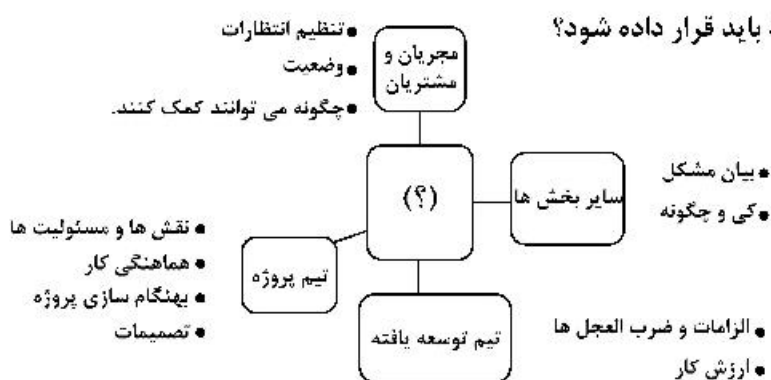 باید قرار داده شود؟
• تنظیم انتظارات
• وضعیت
• چگونه می توانند کمک کنند.
مجریان و
مشتریان
(؟)
سایر بخش ها
• بیان مشکل
• کی و چگونه
• نقش ها و مسئولیت ها
• هماهنگی کار
• بهنگام سازی پروژه
• تصمیمات
تیم پروژه
تیم توسعه یافته
• الزامات و ضرب العجل ها
• ارزش کار